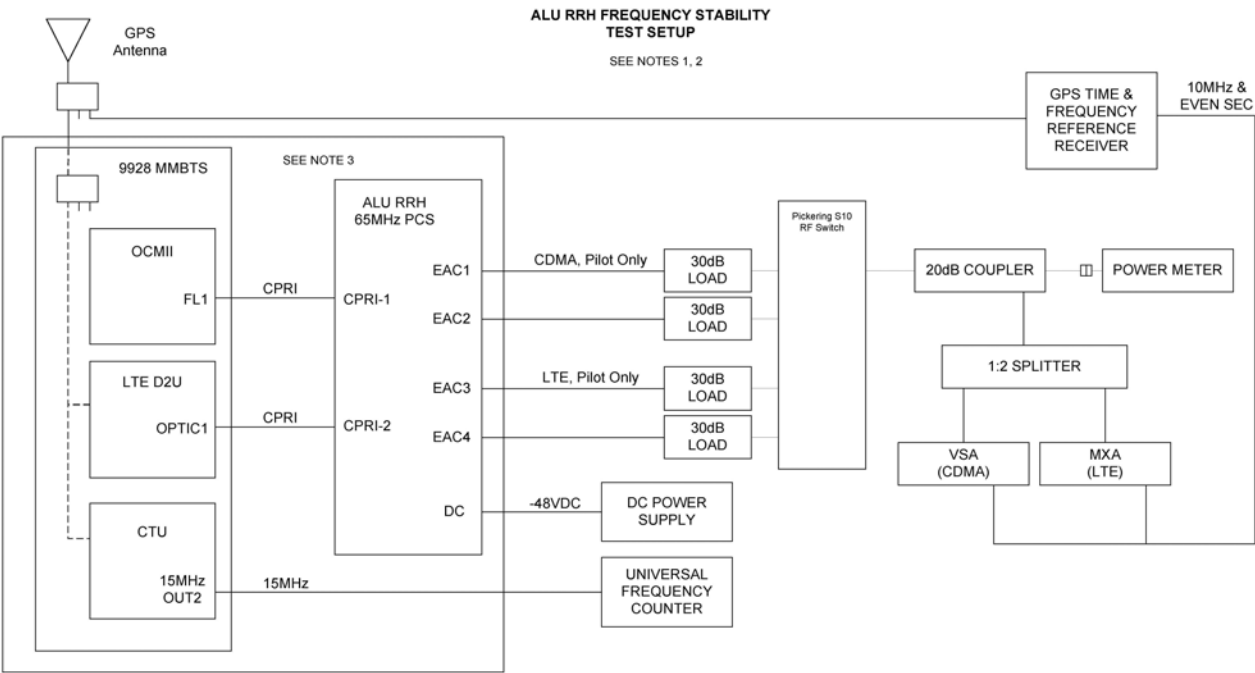 ALU RRH FREQUENCY STABILITY
TEST SETUP
SEE NOTES 1, 2
GPS
Antenna
GPS TIME &
FREQUENCY
REFERENCE
RECEIVER
10MHz &
EVEN SEC
9928 MMBTS
SEE NOTE 3
OCMII
FL1
CPRI
LTE D2U
OPTIC1
CPRI
CTU
15MHz
OUT2
15MHz
ALU RRH
65MHz PCS
CPRI-1
CPRI-2
EAC1
EAC2
EAC3
EAC4
DC
CDMA, Pilot Only
LTE, Pilot Only
-48VDC
30dB
LOAD
30dB
LOAD
30dB
LOAD
30dB
LOAD
DC POWER
SUPPLY
UNIVERSAL
FREQUENCY
COUNTER
Pickering S10
RF Switch
20dB COUPLER
POWER METER
1:2 SPLITTER
VSA
(CDMA)
MXA
(LTE)